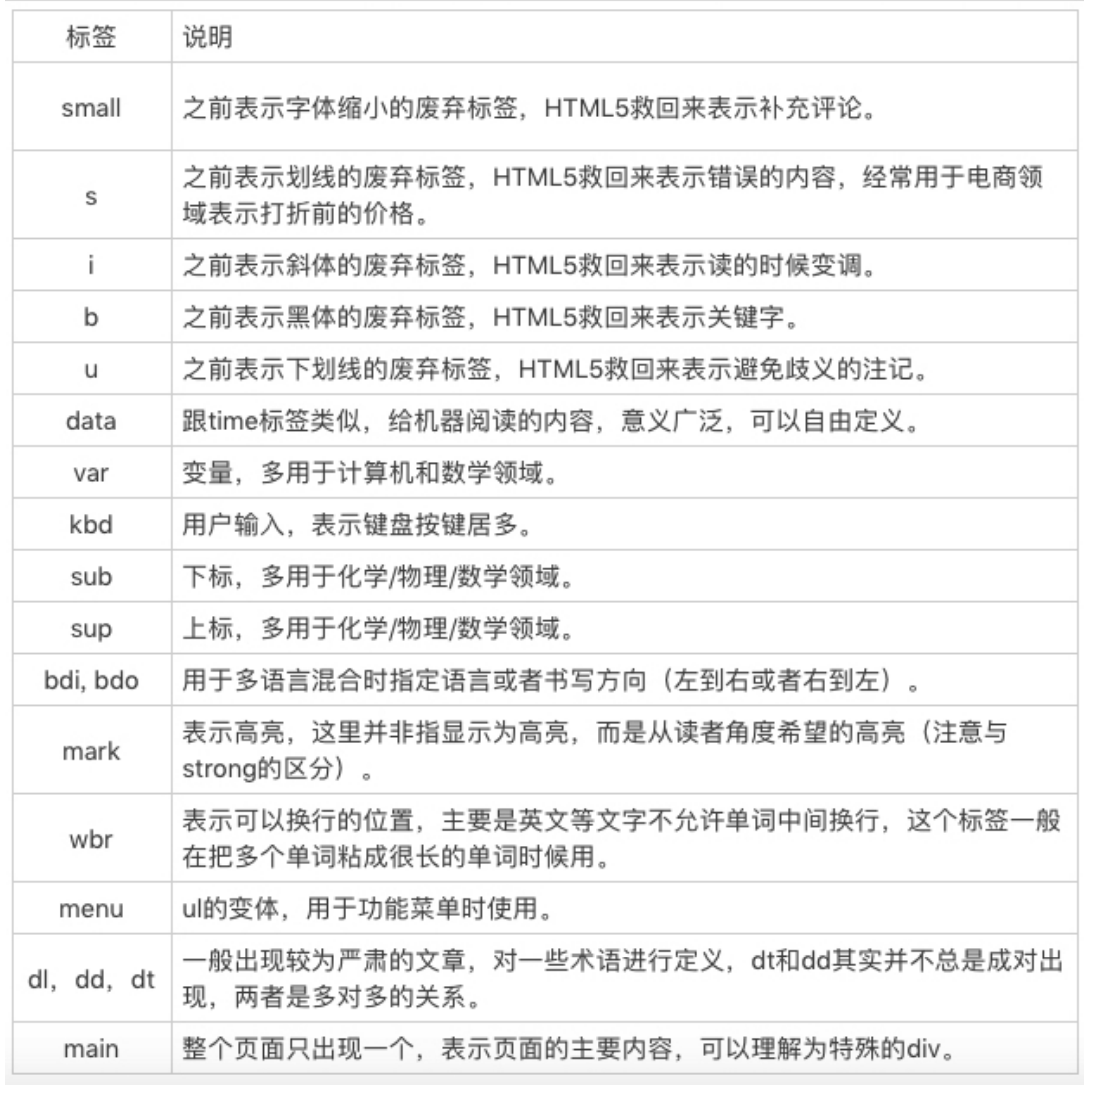 标签 说明
small 之前表示字体缩小的废弃标签，HTML5救回来表示补充评论。
s 之前表示划线的废弃标签，HTML5救回来表示错误的内容，经常用于电商领
域表示打折前的价格。
i 之前表示斜体的废弃标签，HTML5救回来表示读的时候变调。
b 之前表示黑体的废弃标签，HTML5救回来表示关键字。
u 之前表示下划线的废弃标签，HTML5救回来表示避免歧义的注记。
data 跟time标签类似，给机器阅读的内容，意义广泛，可以自由定义。
var 变量，多用于计算机和数学领域。
kbd 用户输入，表示键盘按键居多。
sub 下标，多用于化学/物理/数学领域。
sup 上标，多用于化学/物理/数学领域。
bdi, bdo 用于多语言混合时指定语言或者书写方向（左到右或者右到左）。
mark 表示高亮，这里并非指显示为高亮，而是从读者角度希望的高亮（注意与
strong的区分）。
wbr 表示可以换行的位置，主要是英文等文字不允许单词中间换行，这个标签一般
在把多个单词粘成很长的单词时候用。
menu ul的变体，用于功能菜单时使用。
dl，dd，dt 一般出现较为严肃的文章，对一些术语进行定义，dt和dd其实并不总是成对出
现，两者是多对多的关系。
main 整个页面只出现一个，表示页面的主要内容，可以理解为特殊的div。